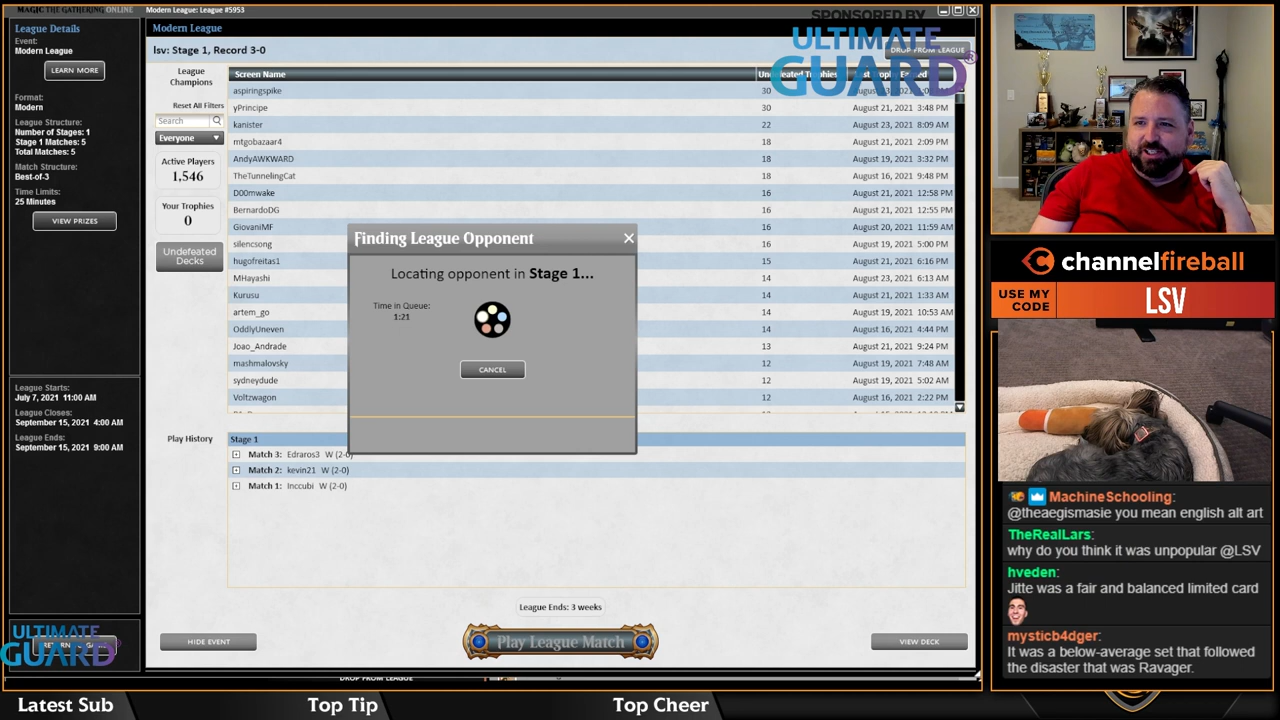 MAGIC THE GATHERING ONLINE
Modern League: League #5953
League Details
Event:
Modern League
LEARN MORE
Format:
Modern
League Structure:
Number of Stages: 1
Stage 1 Matches: 5
Total Matches: 5
Match Structure:
Best-of-3
Time Limits:
25 Minutes
VIEW PRIZES
League Starts:
July 7, 2021 11:00 AM
League Closes:
September 15, 2021 4:00 AM
League Ends:
September 15, 2021 9:00 AM
ULTIMATE
GUARD
Modern League
lsv: Stage 1, Record 3-0
SPONSORED BY
ULTIMATE
GUARD®
DROP FROM LEAGUE
League
Champions
Reset All Filters
Search
Everyone
Active Players
1,546
Your Trophies
0
Undefeated
Decks
Screen Name
aspiringspike 30
yPrincipe 30 August 21, 2021 3:48 PM
kanister 22 August 23, 2021 8:09 AM
mtgobazaar4 18 August 21, 2021 2:09 PM
AndyAWKWARD 18 August 19, 2021 3:32 PM
TheTunnelingCat 18 August 16, 2021 9:48 PM
D00mwake 16 August 21, 2021 12:58 PM
BernardoDG 16 August 21, 2021 12:55 PM
GiovaniMF 16 August 20, 2021 11:59 AM
silencsong 16 August 19, 2021 5:00 PM
hugofreitas1 15 August 21, 2021 6:16 PM
MHayashi 14 August 23, 2021 6:13 AM
Kurusu 14 August 21, 2021 1:33 AM
artem_go 14 August 19, 2021 10:53 AM
OddlyUneven 14 August 16, 2021 4:44 PM
Joao_Andrade 13 August 21, 2021 9:24 PM
mashmalovsky 12 August 19, 2021 7:48 AM
sydneydude 12 August 19, 2021 5:02 AM
Voltzwagon 12 August 16, 2021 2:22 PM
Finding League Opponent
Locating opponent in Stage 1...
Time in Queue:
1:21
CANCEL
Play History
Stage 1
Match 3: Edraros3 W (2-0)
Match 2: kevin21 W (2-0)
Match 1: Inccubi W (2-0)
League Ends: 3 weeks
HIDE EVENT
Play League Match
VIEW DECK
DROP FROM LEAGUE
channelfireball
USE MY
CODE
LSV
MachineSchooling:
@theaegismasie you mean english alt art
TheRealLars:
why do you think it was unpopular @LSV
hveden:
Jitte was a fair and balanced limited card
mysticb4dger:
It was a below-average set that followed
the disaster that was Ravager.
Latest Sub
Top Tip
Top Cheer